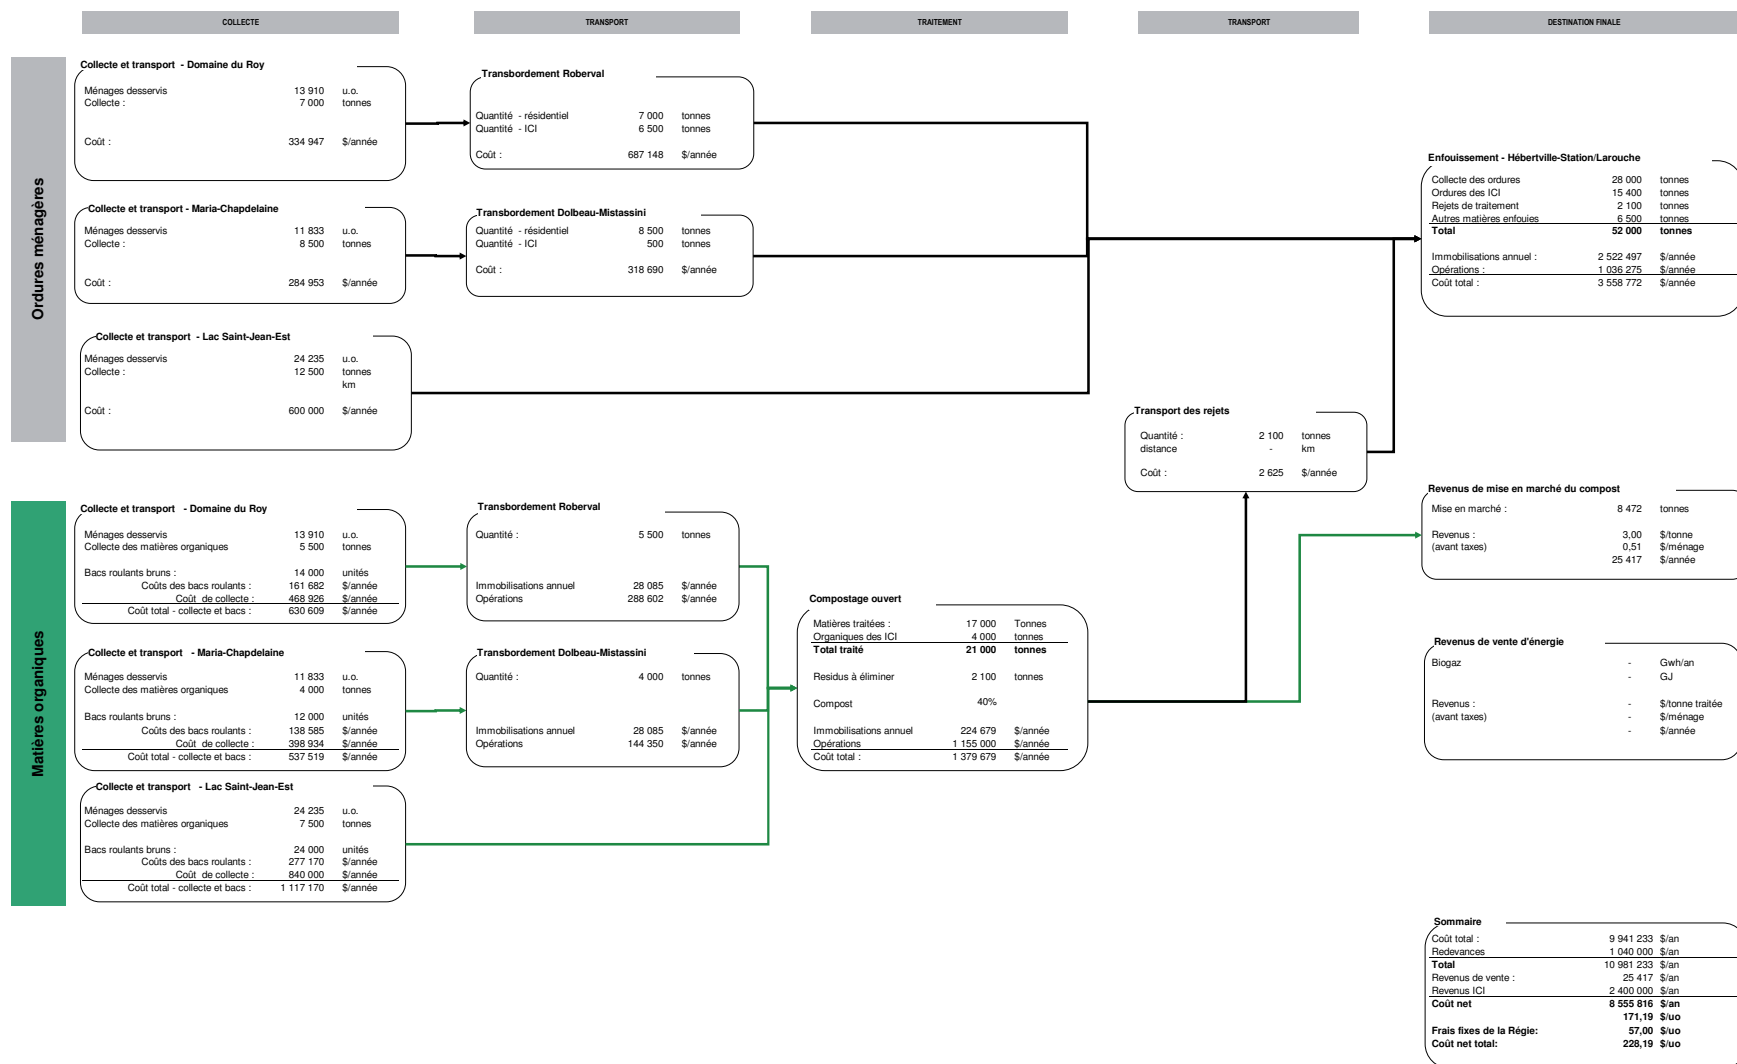 COLLECTE TRANSPORT TRAITEMENT TRANSPORT DESTINATION FINALE
Ordures ménagères
Collecte et transport - Domaine du Roy
Ménages desservis 13 910 u.o.
Collecte : 7 000 tonnes
Coût : 334 947 $/année
Transbordement Roberval
Quantité - résidentiel 7 000 tonnes
Quantité - ICI 6 500 tonnes
Coût : 687 148 $/année
Collecte et transport - Maria-Chapdelaine
Ménages desservis 11 833 u.o.
Collecte : 8 500 tonnes
Coût : 284 953 $/année
Transbordement Dolbeau-Mistassini
Quantité - résidentiel 8 500 tonnes
Quantité - ICI 500 tonnes
Coût : 318 690 $/année
Collecte et transport - Lac Saint-Jean-Est
Ménages desservis 24 235 u.o.
Collecte : 12 500 tonnes
km
Coût : 600 000 $/année
Enfouissement - Hébertville-Station/Larouche
Collecte des ordures 28 000 tonnes
Ordures des ICI 15 400 tonnes
Rejets de traitement 2 100 tonnes
Autres matières enfouies 6 500 tonnes
Total 52 000 tonnes
Immobilisations annuel : 2 522 497 $/année
Opérations : 1 036 275 $/année
Coût total : 3 558 772 $/année
Transport des rejets
Quantité : 2 100 tonnes
distance - km
Coût : 2 625 $/année
Matières organiques
Collecte et transport - Domaine du Roy
Ménages desservis 13 910 u.o.
Collecte des matières organiques 5 500 tonnes
Bacs roulants bruns : 14 000 unités
Coûts des bacs roulants : 161 682 $/année
Coût de collecte : 468 926 $/année
Coût total - collecte et bacs : 630 609 $/année
Transbordement Roberval
Quantité : 5 500 tonnes
Immobilisations annuel 28 085 $/année
Opérations 288 602 $/année
Collecte et transport - Maria-Chapdelaine
Ménages desservis 11 833 u.o.
Collecte des matières organiques 4 000 tonnes
Bacs roulants bruns : 12 000 unités
Coûts des bacs roulants : 138 585 $/année
Coût de collecte : 398 934 $/année
Coût total - collecte et bacs : 537 519 $/année
Transbordement Dolbeau-Mistassini
Quantité : 4 000 tonnes
Immobilisations annuel 28 085 $/année
Opérations 144 350 $/année
Collecte et transport - Lac Saint-Jean-Est
Ménages desservis 24 235 u.o.
Collecte des matières organiques 7 500 tonnes
Bacs roulants bruns : 24 000 unités
Coûts des bacs roulants : 277 170 $/année
Coût de collecte : 840 000 $/année
Coût total - collecte et bacs : 1 117 170 $/année
Compostage ouvert
Matières traitées : 17 000 Tonnes
Organiques des ICI 4 000 tonnes
Total traité 21 000 tonnes
Residus à éliminer 2 100 tonnes
Compost 40%
Immobilisations annuel 224 679 $/année
Opérations 1 155 000 $/année
Coût total : 1 379 679 $/année
Revenus de mise en marché du compost
Mise en marché : 8 472 tonnes
Revenus : 3,00 $/tonne
(avant taxes) 0,51 $/ménage
25 417 $/année
Revenus de vente d'énergie
Biogaz - Gwh/an
- GJ
Revenus : - $/tonne traitée
(avant taxes) - $/ménage
- $/année
Sommaire
Coût total : 9 941 233 $/an
Redevances 1 040 000 $/an
Total 10 981 233 $/an
Revenus de vente : 25 417 $/an
Revenus ICI 2 400 000 $/an
Coût net 8 555 816 $/an
171,19 $/uo
Frais fixes de la Régie: 57,00 $/uo
Coût net total: 228,19 $/uo